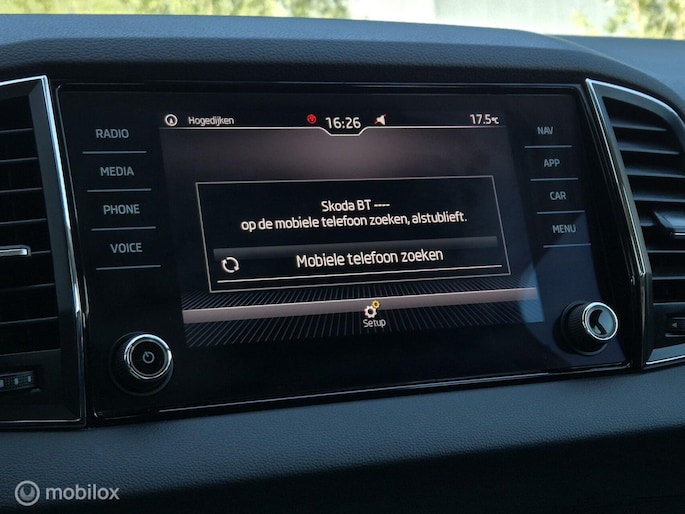 Hogedijken 16:26 17.5°C
RADIO
MEDIA
PHONE
VOICE
Skoda BT ----
op de mobiele telefoon zoeken, alstublieft.
Mobiele telefoon zoeken
Setup
NAV
APP
CAR
MENU
mobilox